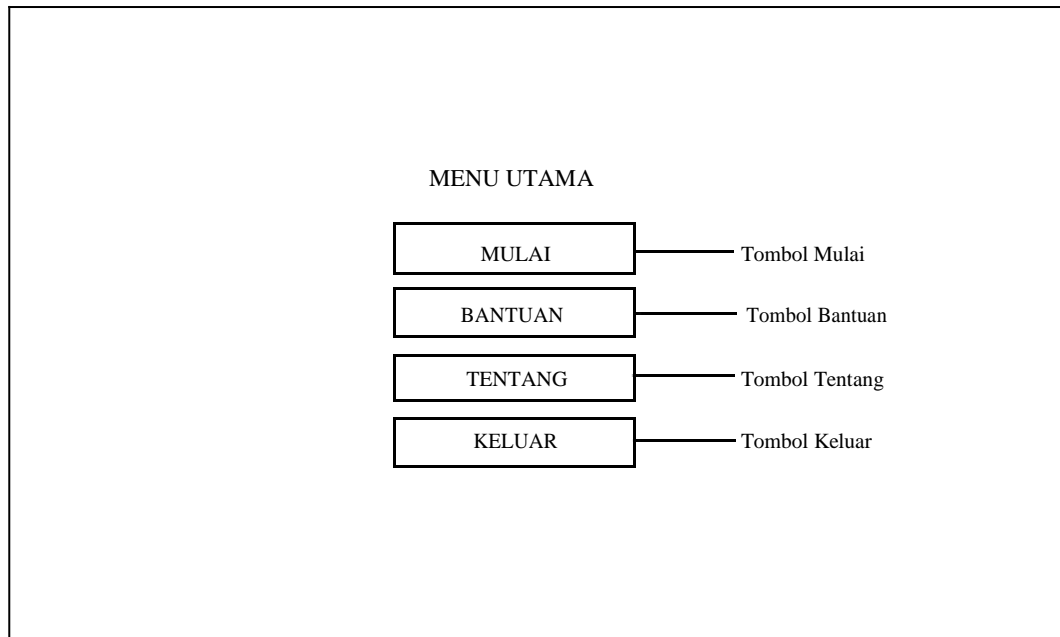 MENU UTAMA
MULAI
Tombol Mulai
BANTUAN
Tombol Bantuan
TENTANG
Tombol Tentang
KELUAR
Tombol Keluar